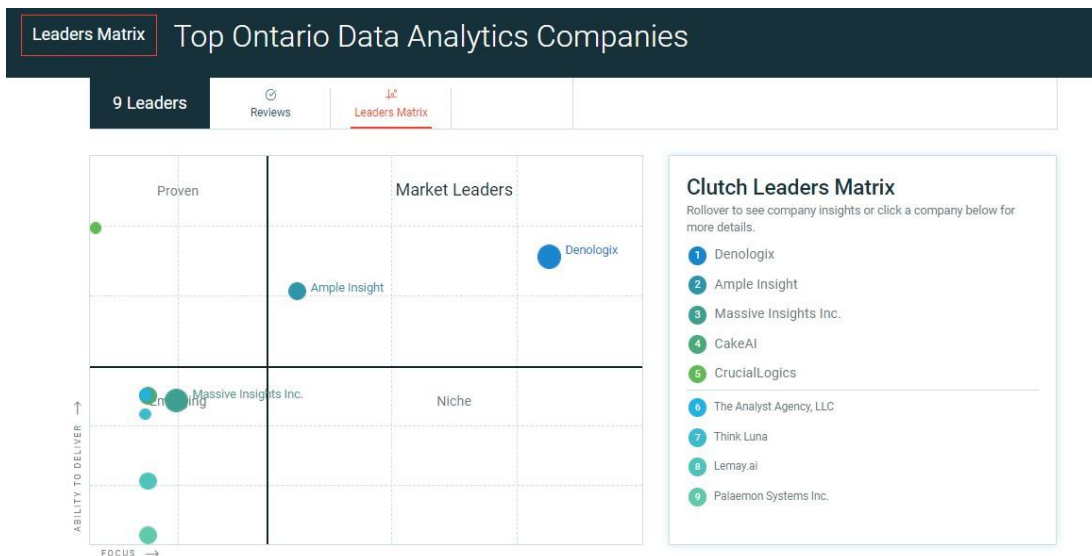 Leaders Matrix
Top Ontario Data Analytics Companies
9 Leaders
Reviews
Leaders Matrix
Proven
Market Leaders
Denologix
Ample Insight
Massive Insights Inc.
Niche
ABILITY TO DELIVER
FOCUS
Clutch Leaders Matrix
Rollover to see company insights or click a company below for
more details.
1 Denologix
2 Ample Insight
3 Massive Insights Inc.
4 CakeAI
5 CrucialLogics
6 The Analyst Agency, LLC
7 Think Luna
8 Lemay.ai
9 Palaemon Systems Inc.